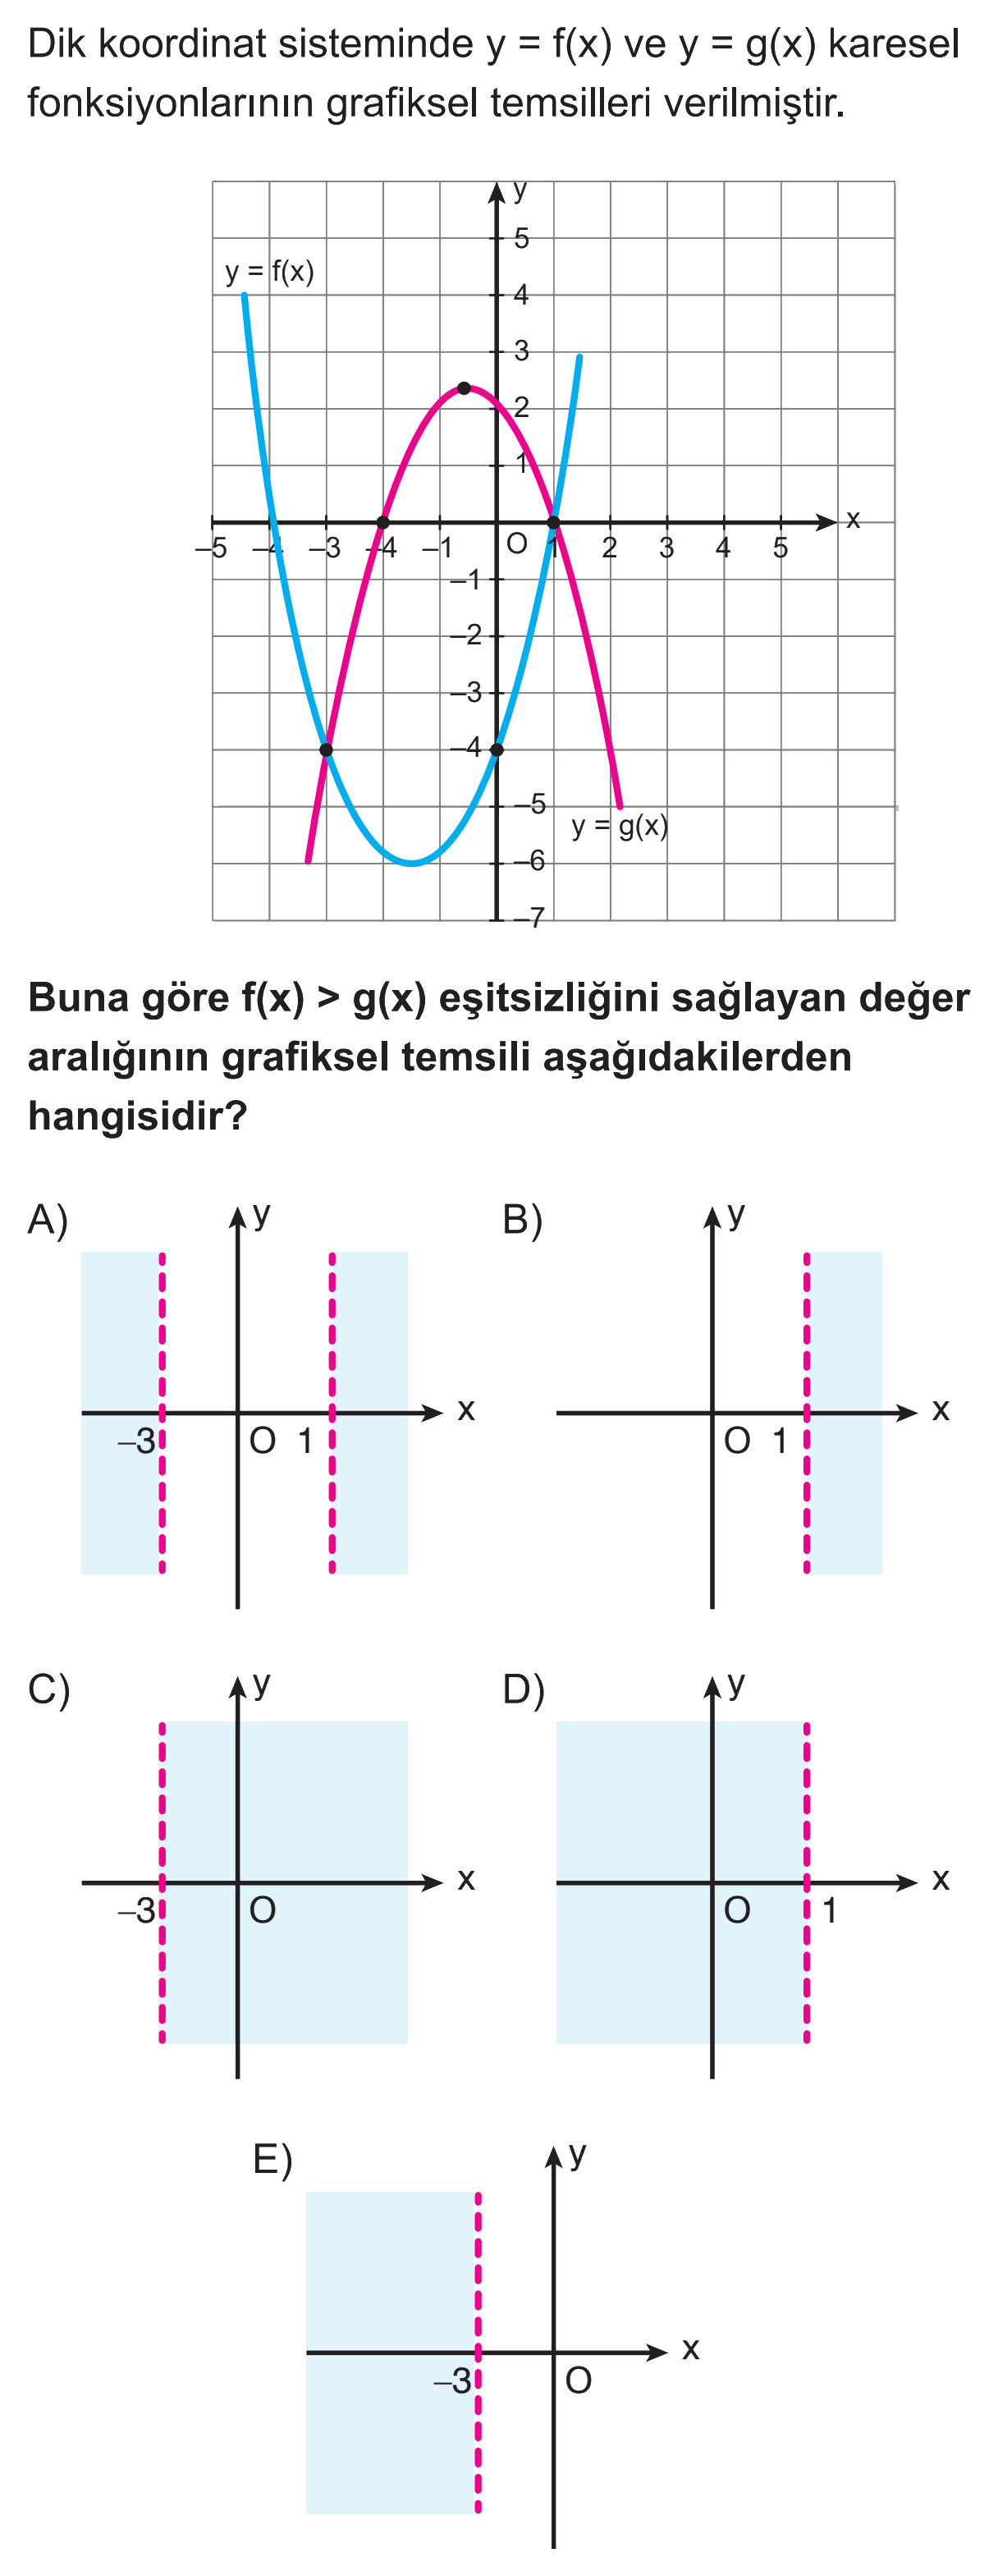 Dik koordinat sisteminde y = f(x) ve y = g(x) karesel
fonksiyonlarının grafiksel temsilleri verilmiştir.
y
5
y = f(x)
4
3
2
1
x
–5 –4 –3 –4 –1 O 1 2 3 4 5
–1
–2
–3
–4
–5
y = g(x)
–6
–7
Buna göre f(x) > g(x) eşitsizliğini sağlayan değer
aralığının grafiksel temsili aşağıdakilerden
hangisidir?
A) y
x
–3 O 1
B) y
x
O 1
C) y
x
–3 O
D) y
x
O 1
E) y
x
–3 O